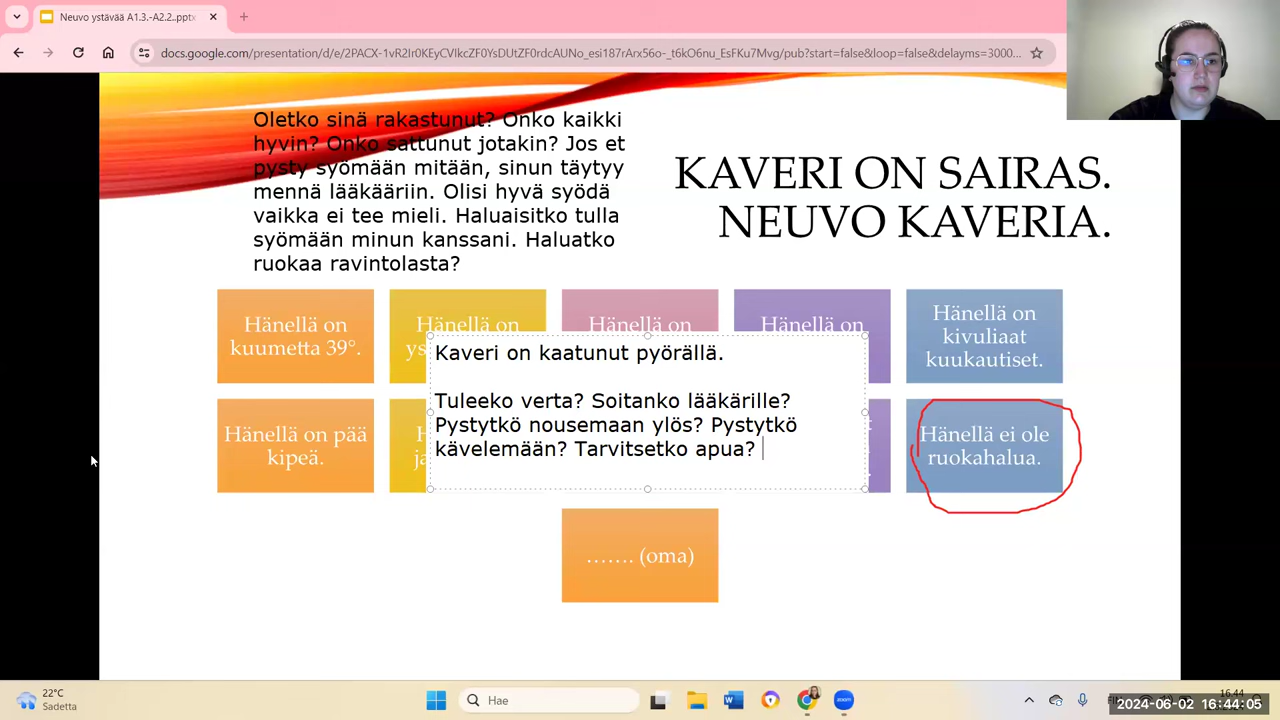 Neuvo ystävää A1.3.-A2.2..pptx
docs.google.com/presentation/d/e/2PACX-1vR2Ir0KEyCVIkcZF0YsDUtZF0rdcAUNo_esi187rArx56o-_t6kO6nu_EsFKu7Mvg/pub?start=false&loop=false&delayms=3000...
Oletko sinä rakastunut? Onko kaikki
hyvin? Onko sattunut jotakin? Jos et
pysty syömään mitään, sinun täytyy
mennä lääkääriin. Olisi hyvä syödä
vaikka ei tee mieli. Haluaisitko tulla
syömään minun kanssani. Haluatko
ruokaa ravintolasta?
KAVERI ON SAIRAS.
NEUVO KAVERIA.
Hänellä on
kuumetta 39°.
Hänellä on
Hänellä on
Hänellä on
Hänellä on
kivuliaat
kuukautiset.
Kaveri on kaatunut pyörällä.
Tuleeko verta? Soitanko lääkärille?
Pystytkö nousemaan ylös? Pystytkö
kävelemään? Tarvitsetko apua?
Hänellä on pää
kipeä.
Hänellä ei ole
ruokahalua.
....... (oma)
22°C
Sadetta
Hae
zoom
16.44
2024-06-02 16:44:05